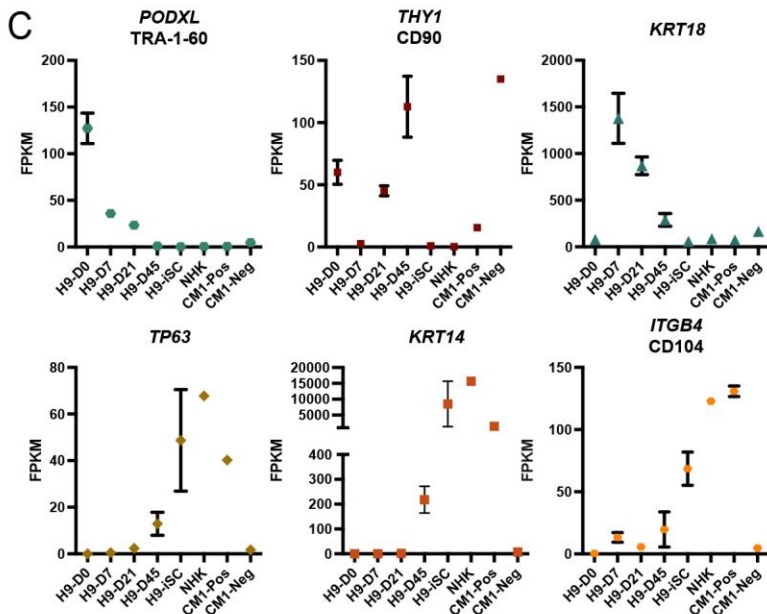 C
PODXL
TRA-1-60
200
150
100
50
0
FPKM
H9-D0
H9-D7
H9-D21
H9-D45
H9-iSC
NHK
CM1-Pos
CM1-Neg
THY1
CD90
150
100
50
0
FPKM
H9-D0
H9-D7
H9-D21
H9-D45
H9-iSC
NHK
CM1-Pos
CM1-Neg
KRT18
2000
1500
1000
500
0
FPKM
H9-D0
H9-D7
H9-D21
H9-D45
H9-iSC
NHK
CM1-Pos
CM1-Neg
TP63
80
60
40
20
0
FPKM
H9-D0
H9-D7
H9-D21
H9-D45
H9-iSC
NHK
CM1-Pos
CM1-Neg
KRT14
20000
15000
10000
5000
400
300
200
100
0
FPKM
H9-D0
H9-D7
H9-D21
H9-D45
H9-iSC
NHK
CM1-Pos
CM1-Neg
ITGB4
CD104
150
100
50
0
FPKM
H9-D0
H9-D7
H9-D21
H9-D45
H9-iSC
NHK
CM1-Pos
CM1-Neg